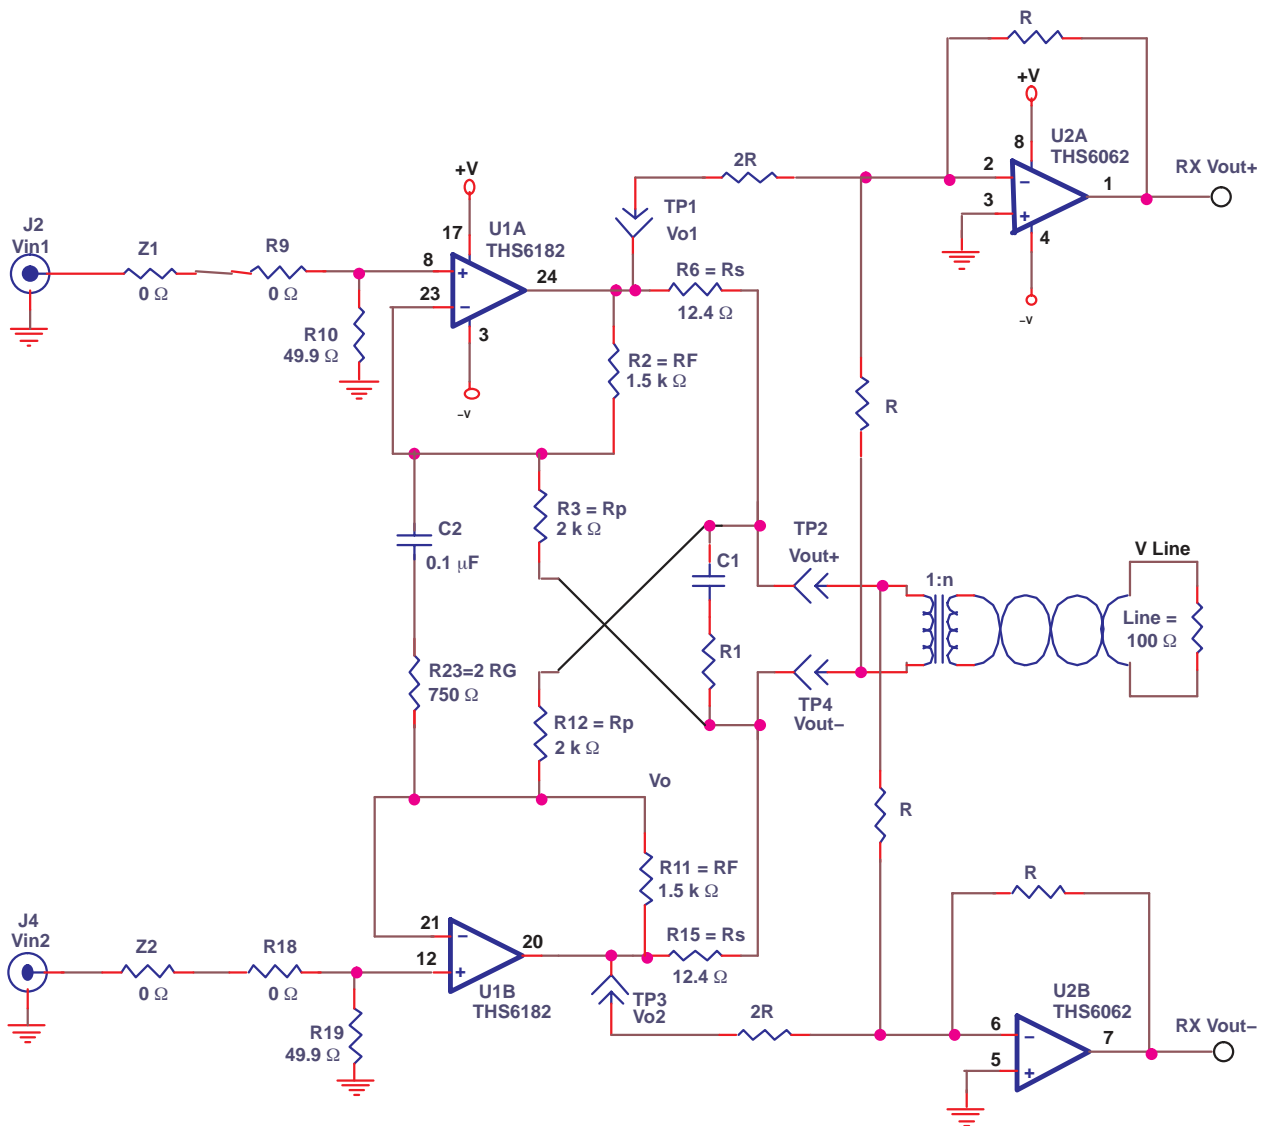 R
+V
8
U2A
THS6062
2
−
3
+
1
4
−V
RX Vout+
2R
TP1
Vo1
+V
17
U1A
THS6182
J2
Vin1
Z1
0 Ω
R9
0 Ω
8
+
23
−
24
3
−V
R10
49.9 Ω
R6 = Rs
12.4 Ω
R2 = RF
1.5 k Ω
R
C2
0.1 µF
R3 = Rp
2 k Ω
C1
R1
TP2
Vout+
1:n
V Line
Line =
100 Ω
R23=2 RG
750 Ω
R12 = Rp
2 k Ω
TP4
Vout−
Vo
R
R11 = RF
1.5 k Ω
J4
Vin2
Z2
0 Ω
R18
0 Ω
21
−
12
+
20
U1B
THS6182
R15 = Rs
12.4 Ω
R19
49.9 Ω
TP3
Vo2
2R
R
U2B
THS6062
6
−
5
+
7
RX Vout−